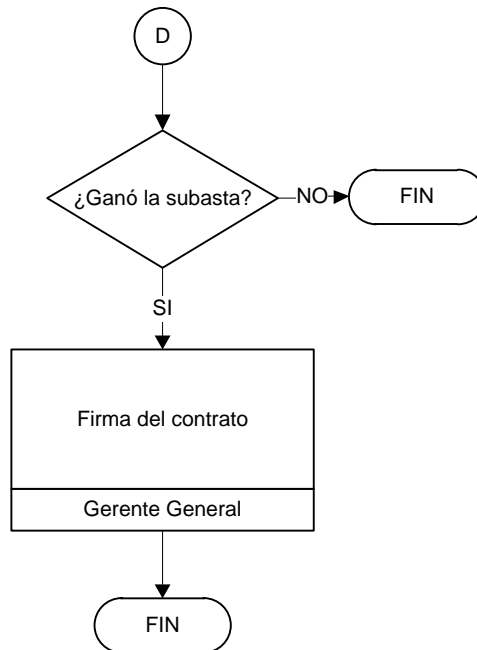 D
¿Ganó la subasta?
NO
FIN
SI
Firma del contrato
Gerente General
FIN